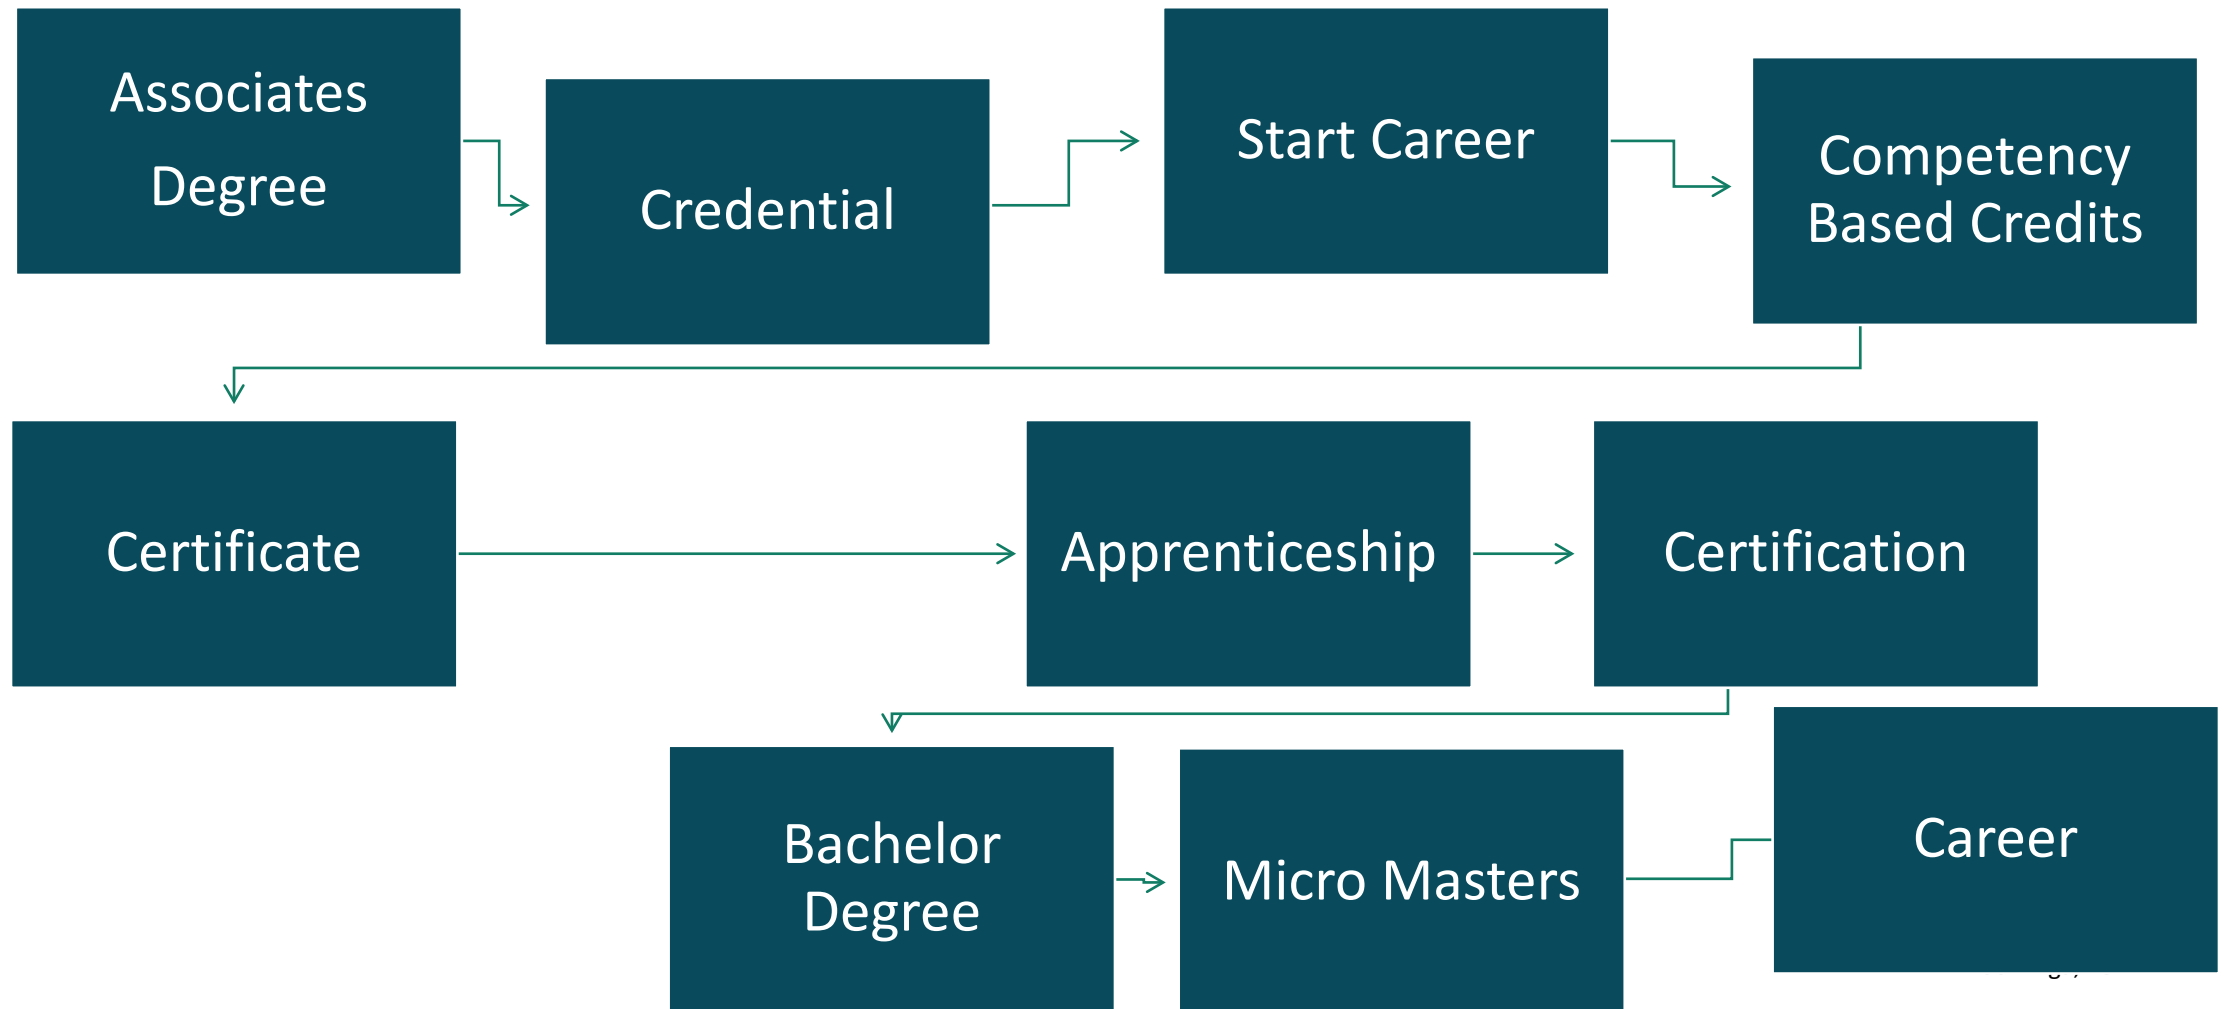 Associates
Degree
Credential
Start Career
Competency
Based Credits
Certificate
Apprenticeship
Certification
Bachelor
Degree
Micro Masters
Career